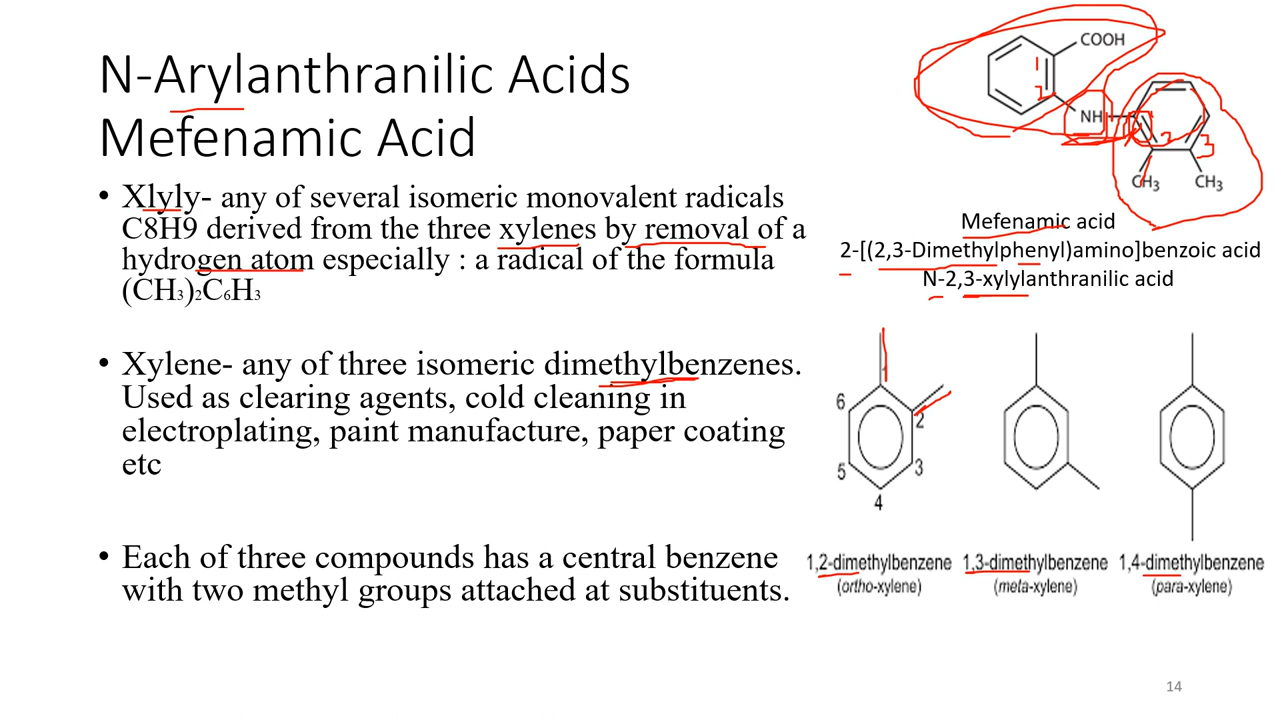 N-Arylanthranilic Acids
Mefenamic Acid
• Xlyly- any of several isomeric monovalent radicals
C8H9 derived from the three xylenes by removal of a
hydrogen atom especially : a radical of the formula
(CH3)2C6H3
• Xylene- any of three isomeric dimethylbenzenes.
Used as clearing agents, cold cleaning in
electroplating, paint manufacture, paper coating
etc
• Each of three compounds has a central benzene
with two methyl groups attached at substituents.
COOH
1
2
NH
1
2
3
CH3 CH3
Mefenamic acid
2-[(2,3-Dimethylphenyl)amino]benzoic acid
N-2,3-xylylanthranilic acid
6
2
5
3
4
1,2-dimethylbenzene 1,3-dimethylbenzene 1,4-dimethylbenzene
(ortho-xylene) (meta-xylene) (para-xylene)
14